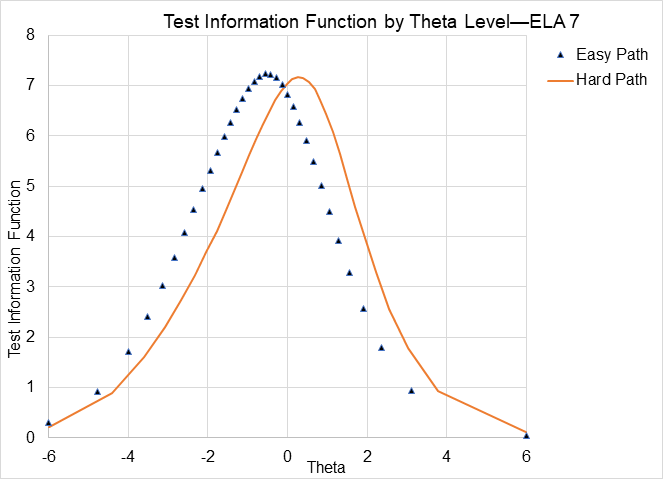 Test Information Function by Theta Level—ELA 7
8
7
6
5
4
3
2
1
0
Test Information Function
-6 -4 -2 0 2 4 6
Theta
Easy Path
Hard Path